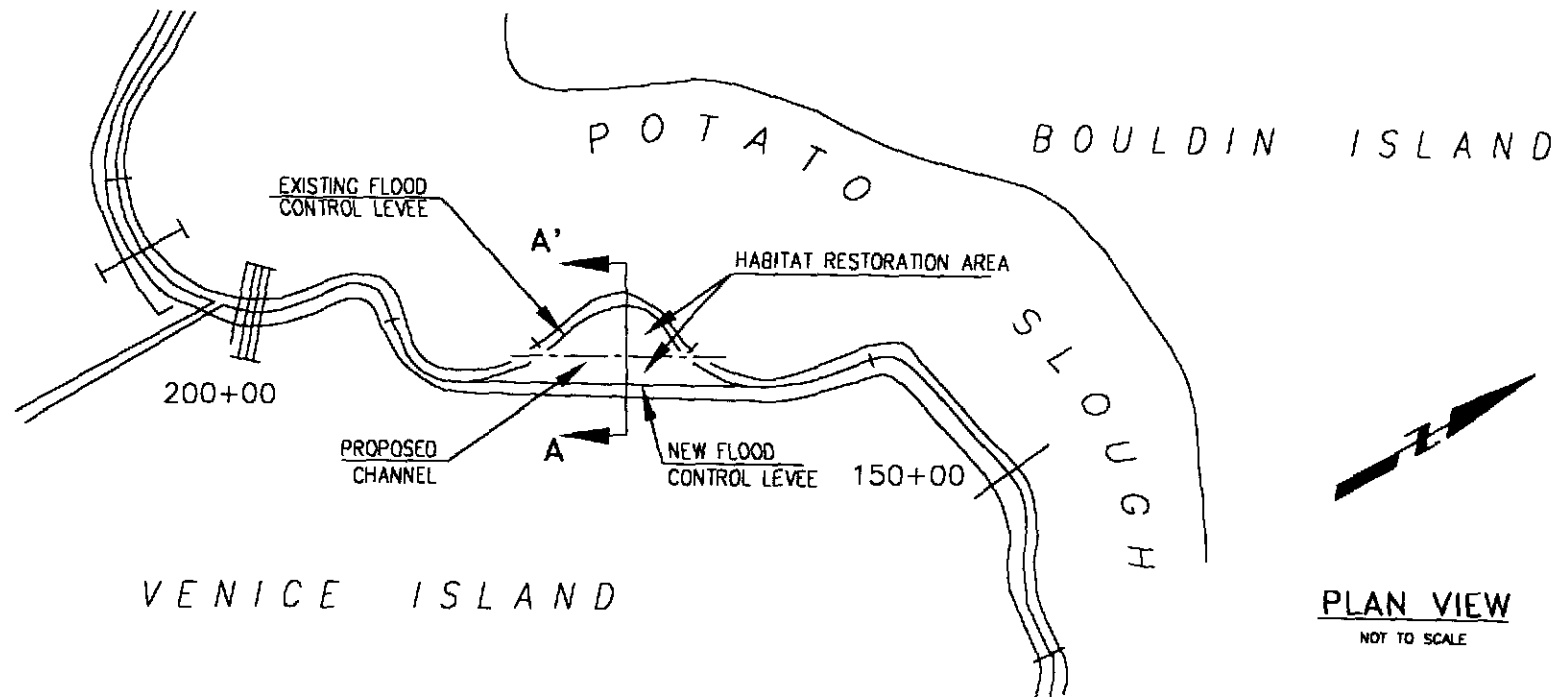 POTATO SLOUGH
BOULDIN ISLAND
EXISTING FLOOD
CONTROL LEVEE
A'
HABITAT RESTORATION AREA
200+00
PROPOSED
CHANNEL
A
NEW FLOOD
CONTROL LEVEE
150+00
N
VENICE ISLAND
PLAN VIEW
NOT TO SCALE